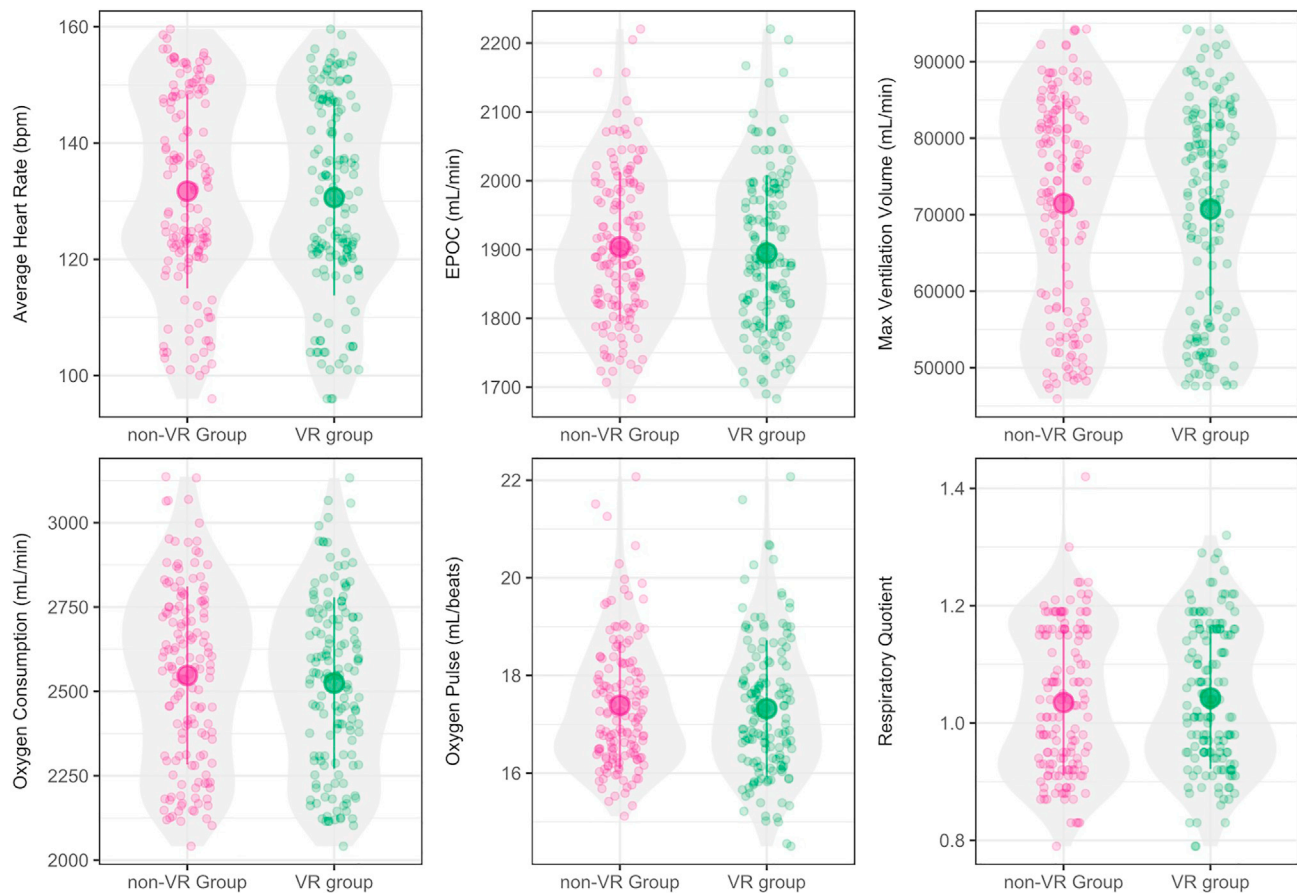 Average Heart Rate (bpm)
160
140
120
100
non-VR Group VR group
EPOC (mL/min)
2200
2100
2000
1900
1800
1700
non-VR Group VR group
Max Ventilation Volume (mL/min)
90000
80000
70000
60000
50000
non-VR Group VR group
Oxygen Consumption (mL/min)
3000
2750
2500
2250
2000
non-VR Group VR group
Oxygen Pulse (mL/beats)
22
20
18
16
non-VR Group VR group
Respiratory Quotient
1.4
1.2
1.0
0.8
non-VR Group VR group